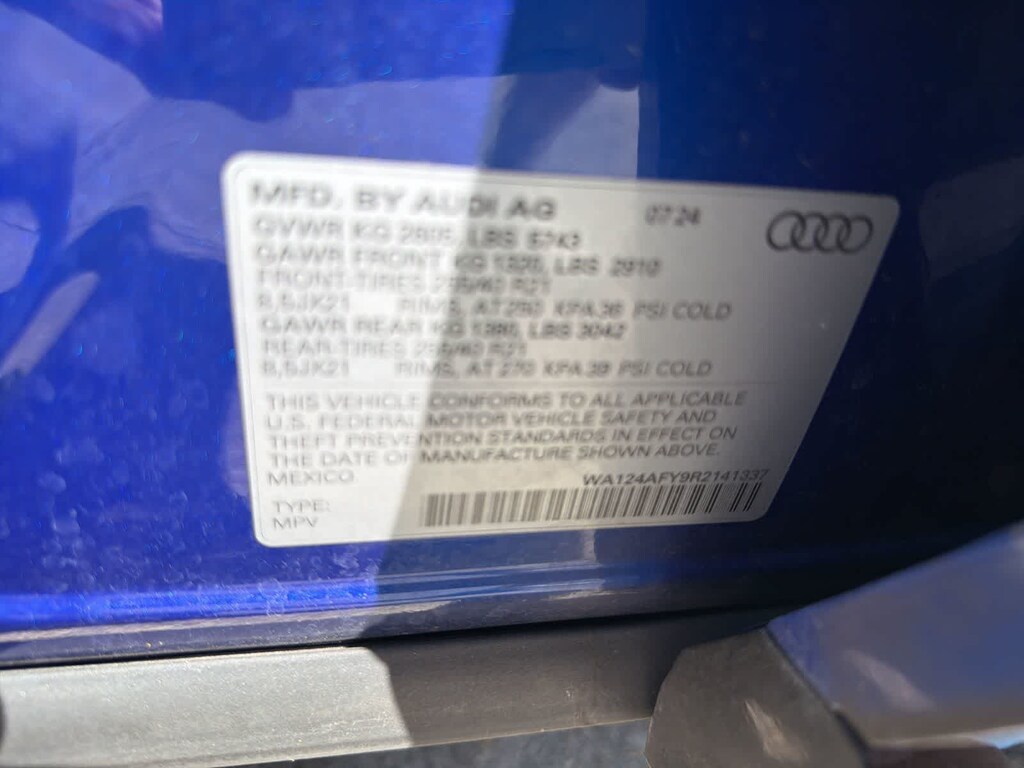 MFD. BY AUDI AG 07 24
GVWR KG 2605, LBS 5743
GAWR FRONT KG 1320, LBS 2910
FRONT-TIRES 255/40 R21
8,5JK21 RIMS, AT 250 KPA 36 PSI COLD
GAWR REAR KG 1380, LBS 3042
REAR-TIRES 255/40 R21
8,5JK21 RIMS, AT 270 KPA 39 PSI COLD
THIS VEHICLE CONFORMS TO ALL APPLICABLE
U.S. FEDERAL MOTOR VEHICLE SAFETY AND
THEFT PREVENTION STANDARDS IN EFFECT ON
THE DATE OF MANUFACTURE SHOWN ABOVE.
MEXICO WA124AFY9R2141337
TYPE:
MPV